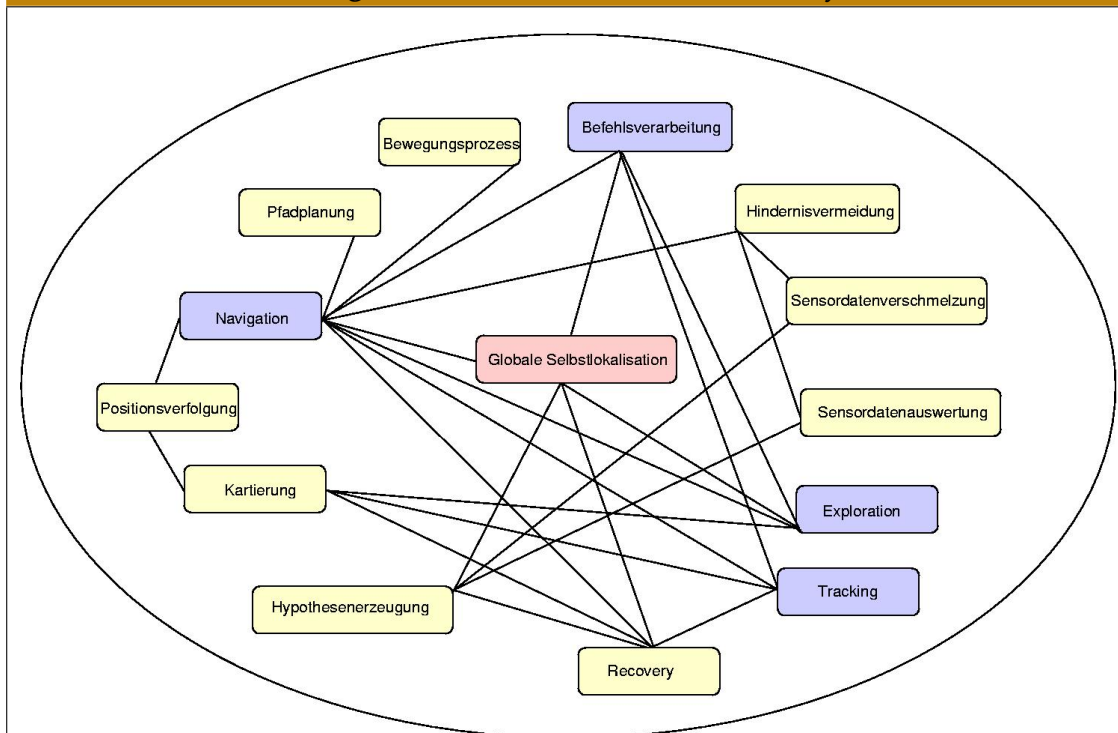 Bewegungsprozess
Befehlsverarbeitung
Pfadplanung
Hindernisvermeidung
Navigation
Sensordatenverschmelzung
Globale Selbstlokalisation
Positionsverfolgung
Sensordatenauswertung
Kartierung
Exploration
Hypothesenerzeugung
Tracking
Recovery